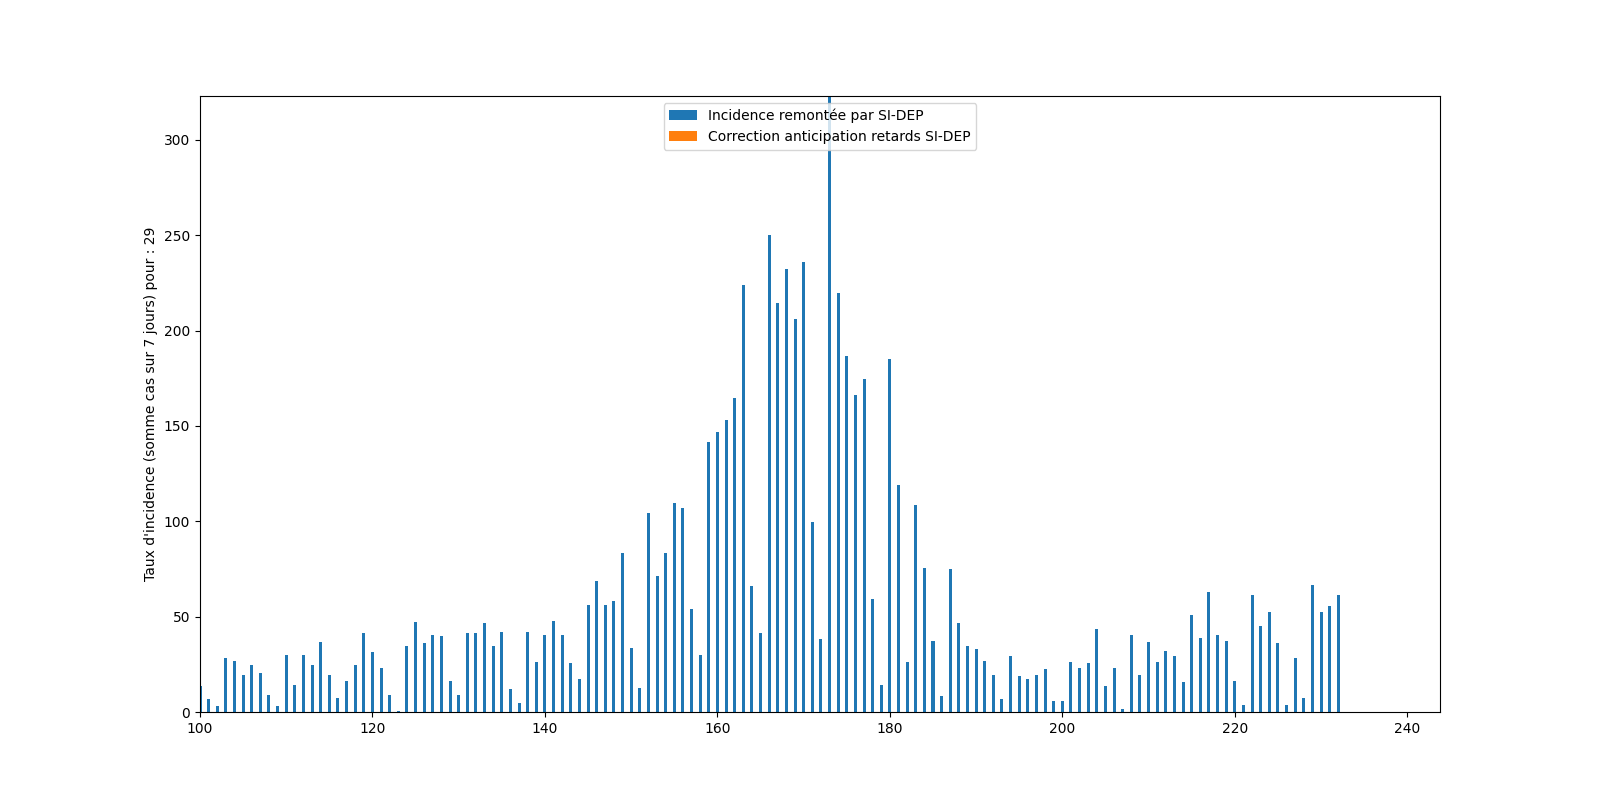 Incidence remontée par SI-DEP
Correction anticipation retards SI-DEP
Taux d'incidence (somme cas sur 7 jours) pour : 29
300
250
200
150
100
50
0
100 120 140 160 180 200 220 240